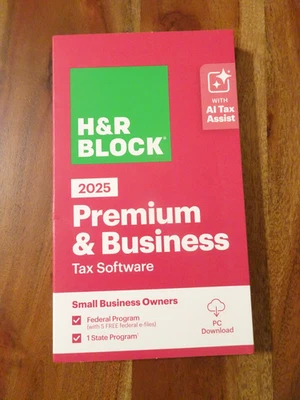 H&R
BLOCK®
WITH
AI Tax
Assist
2025
Premium
& Business
Tax Software
Small Business Owners
Federal Program
(with 5 FREE federal e-files)
1 State Program
PC
Download